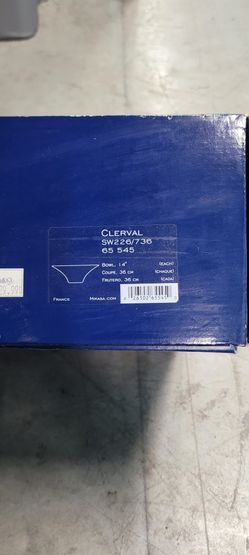 Clerval
SW226/736
65 545
Bowl, 14" (each)
Coupe, 36 cm (chaque)
Frutero, 36 cm (cada)
France Mikasa.com